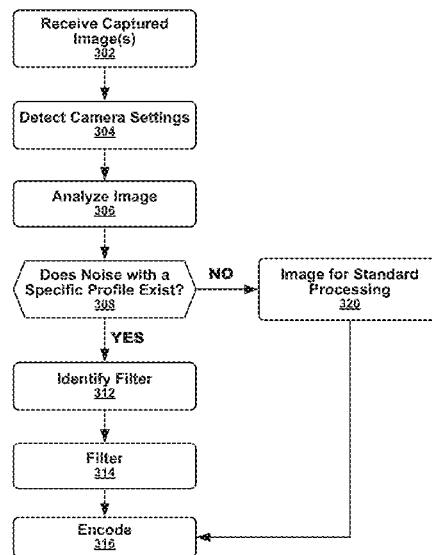 Receive Captured
Image(s)
302
Detect Camera Settings
304
Analyze Image
306
Does Noise with a
Specific Profile Exist?
308
NO
Image for Standard
Processing
320
YES
Identify Filter
312
Filter
314
Encode
316